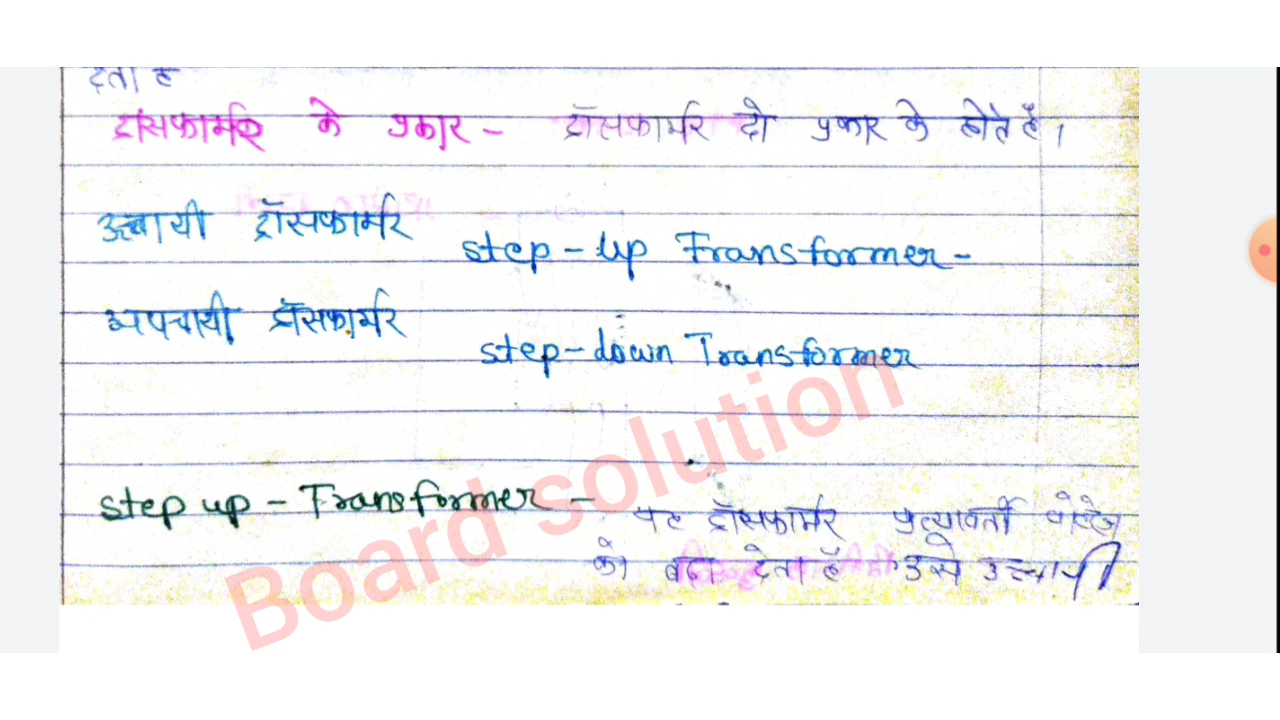 देता है
ट्रांसफार्मर के प्रकार - ट्रॉसफार्मर दो प्रकार के होते हैं।
उच्चायी ट्रॉसफार्मर step-up Transformer-
अपचायी ट्रॉसफार्मर step-down Transformer
step up - Transformer - यह ट्रॉसफार्मर प्रत्यावर्ती वोल्टेज
को बढा देता है उसे उच्चायी
Board solution